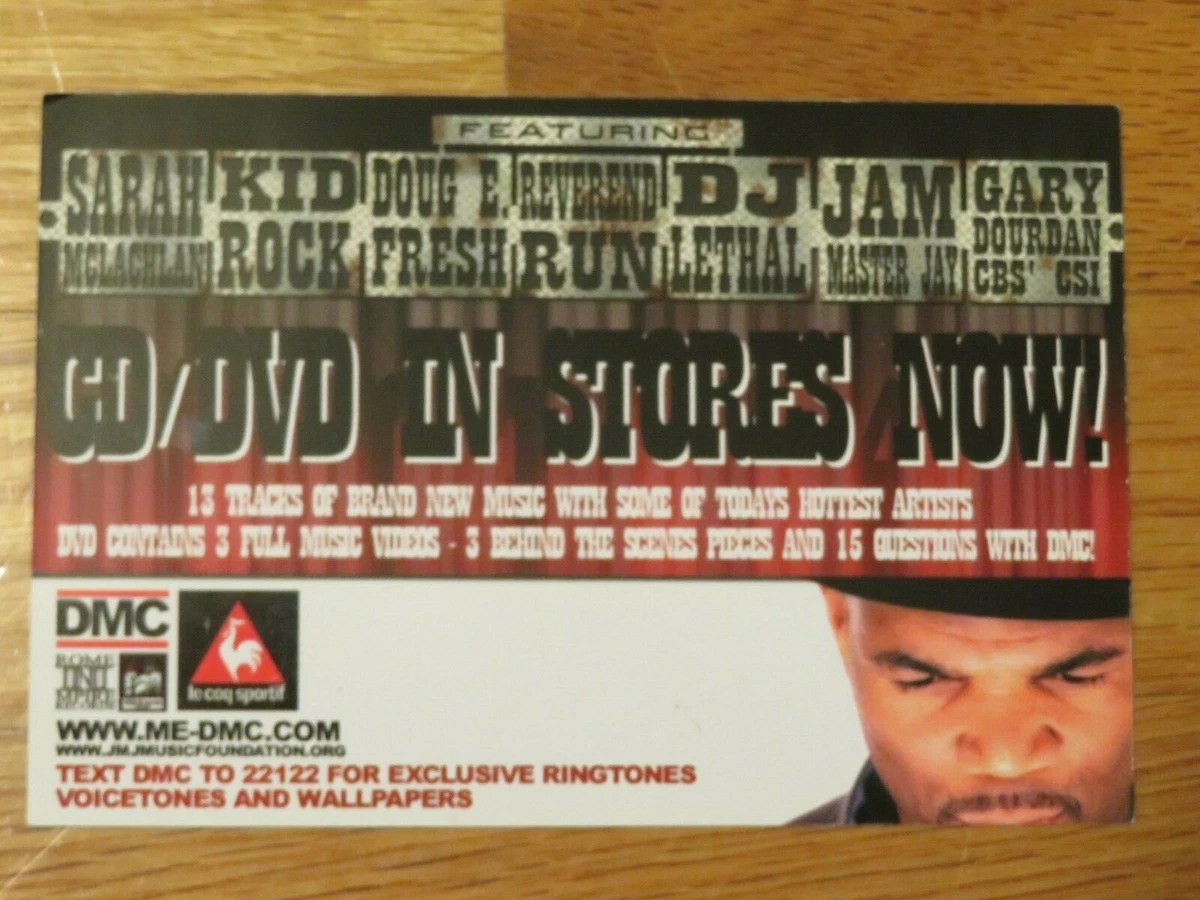 FEATURING
SARAH MCLACHLAN
KID ROCK
DOUG E. FRESH
REVEREND RUN
DJ LETHAL
JAM MASTER JAY
GARY DOURDAN CBS' CSI
CD/DVD IN STORES NOW!
13 TRACKS OF BRAND NEW MUSIC WITH SOME OF TODAYS HOTTEST ARTISTS
DVD CONTAINS 3 FULL MUSIC VIDEOS - 3 BEHIND THE SCENES PIECES AND 15 QUESTIONS WITH DMC!
DMC
le coq sportif
ROME
MPIRE
RECORDS
WWW.ME-DMC.COM
WWW.JMJMUSICFOUNDATION.ORG
TEXT DMC TO 22122 FOR EXCLUSIVE RINGTONES
VOICETONES AND WALLPAPERS